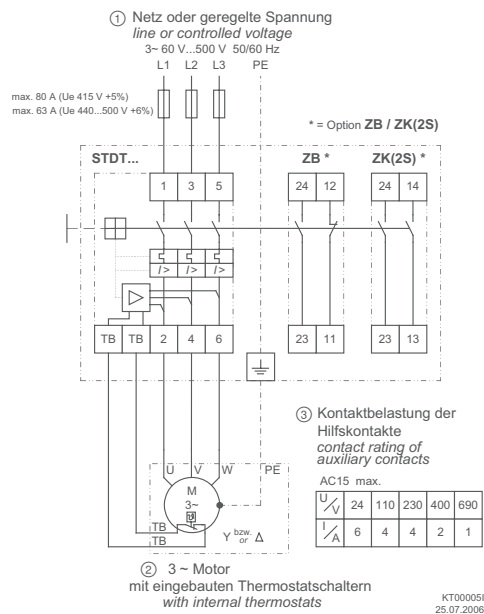 ① Netz oder geregelte Spannung
line or controlled voltage
3~ 60 V...500 V 50/60 Hz
L1 L2 L3 PE
max. 80 A (Ue 415 V +5%)
max. 63 A (Ue 440...500 V +6%)
* = Option ZB / ZK(2S)
STDT... ZB * ZK(2S) *
1 3 5 24 12 24 14
I> I> I>
TB TB 2 4 6 23 11 23 13
③ Kontaktbelastung der
Hilfskontakte
contact rating of
auxiliary contacts
AC15 max.
U/V 24 110 230 400 690
I/A 6 4 4 2 1
U V W PE
M
3~
TB
TB
Y bzw. or Δ
② 3 ~ Motor
mit eingebauten Thermostatschaltern
with internal thermostats
KT00005I
25.07.2006